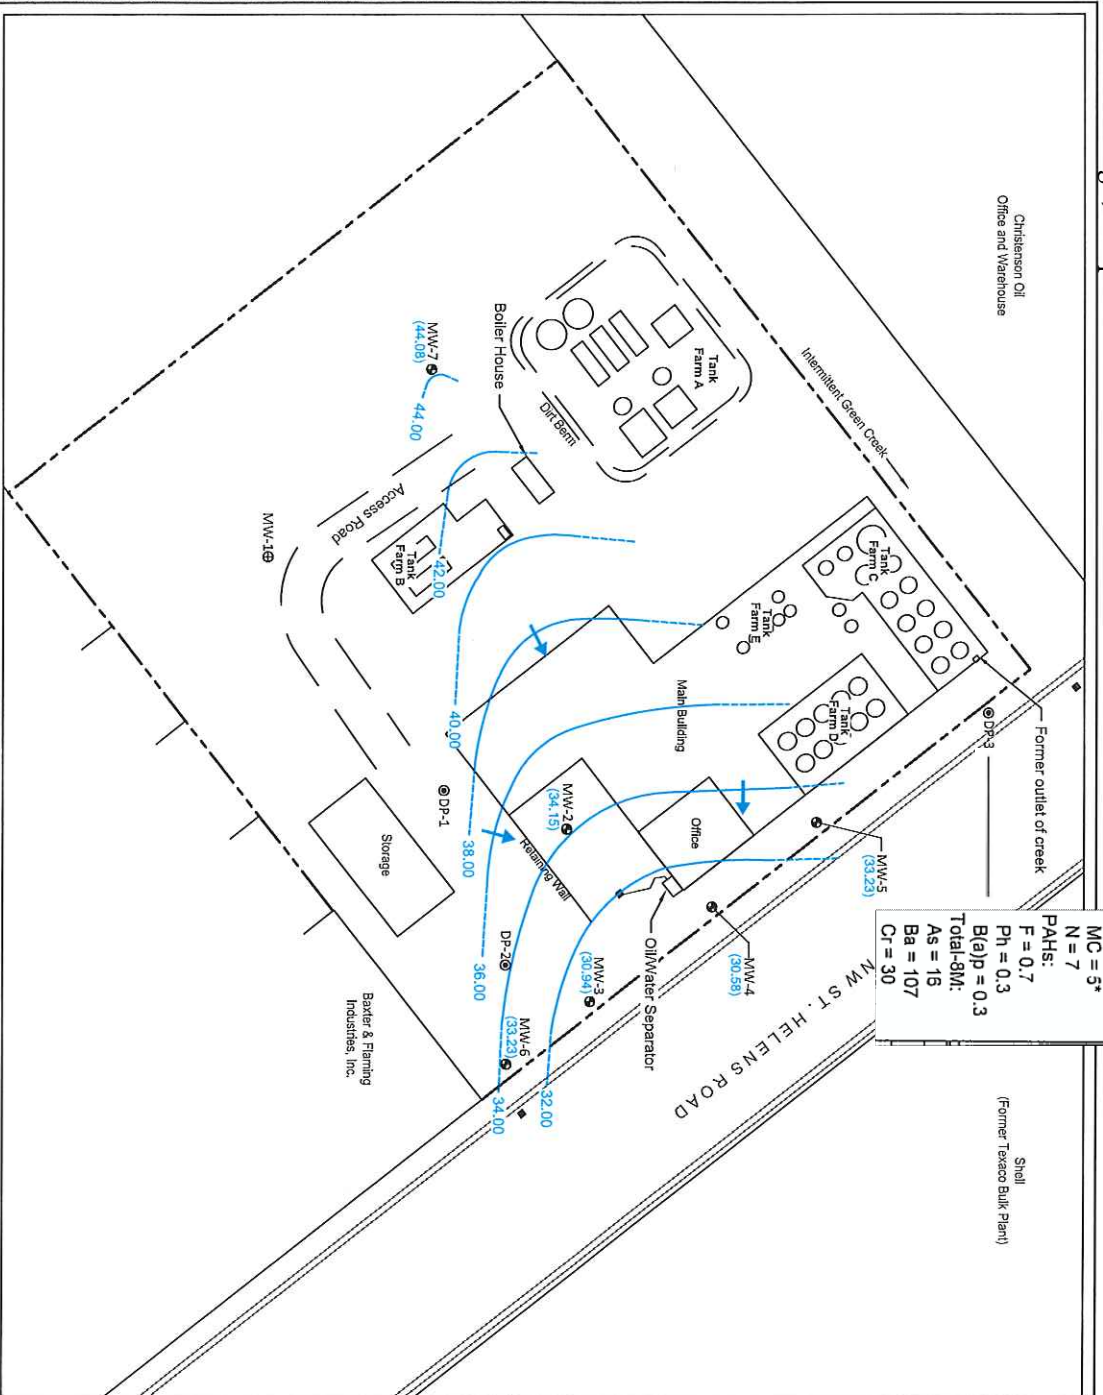 Christenson Oil
Office and Warehouse
Intermittent Green Creek
Tank
Farm A
Dirt Berm
Boiler House
MW-7
(44.08)
44.00
Access Road
MW-1
Tank
Farm B
42.00
Tank
Farm C
Tank
Farm E
Tank
Farm D
Main Building
40.00
38.00
36.00
34.00
32.00
DP-1
Storage
MW-2
(34.15)
Retaining Wall
Office
DP-2
MW-3
(30.94)
MW-6
(33.23)
Oil/Water Separator
MW-4
(30.58)
MW-5
(33.23)
DP-3
Former outlet of creek
MC = 5*
N = 7
PAHs:
F = 0.7
Ph = 0.3
B(a)p = 0.3
Total-8M:
As = 16
Ba = 107
Cr = 30
NW ST. HELENS ROAD
Shell
(Former Texaco Bulk Plant)
Baxter & Flaming
Industries, Inc.